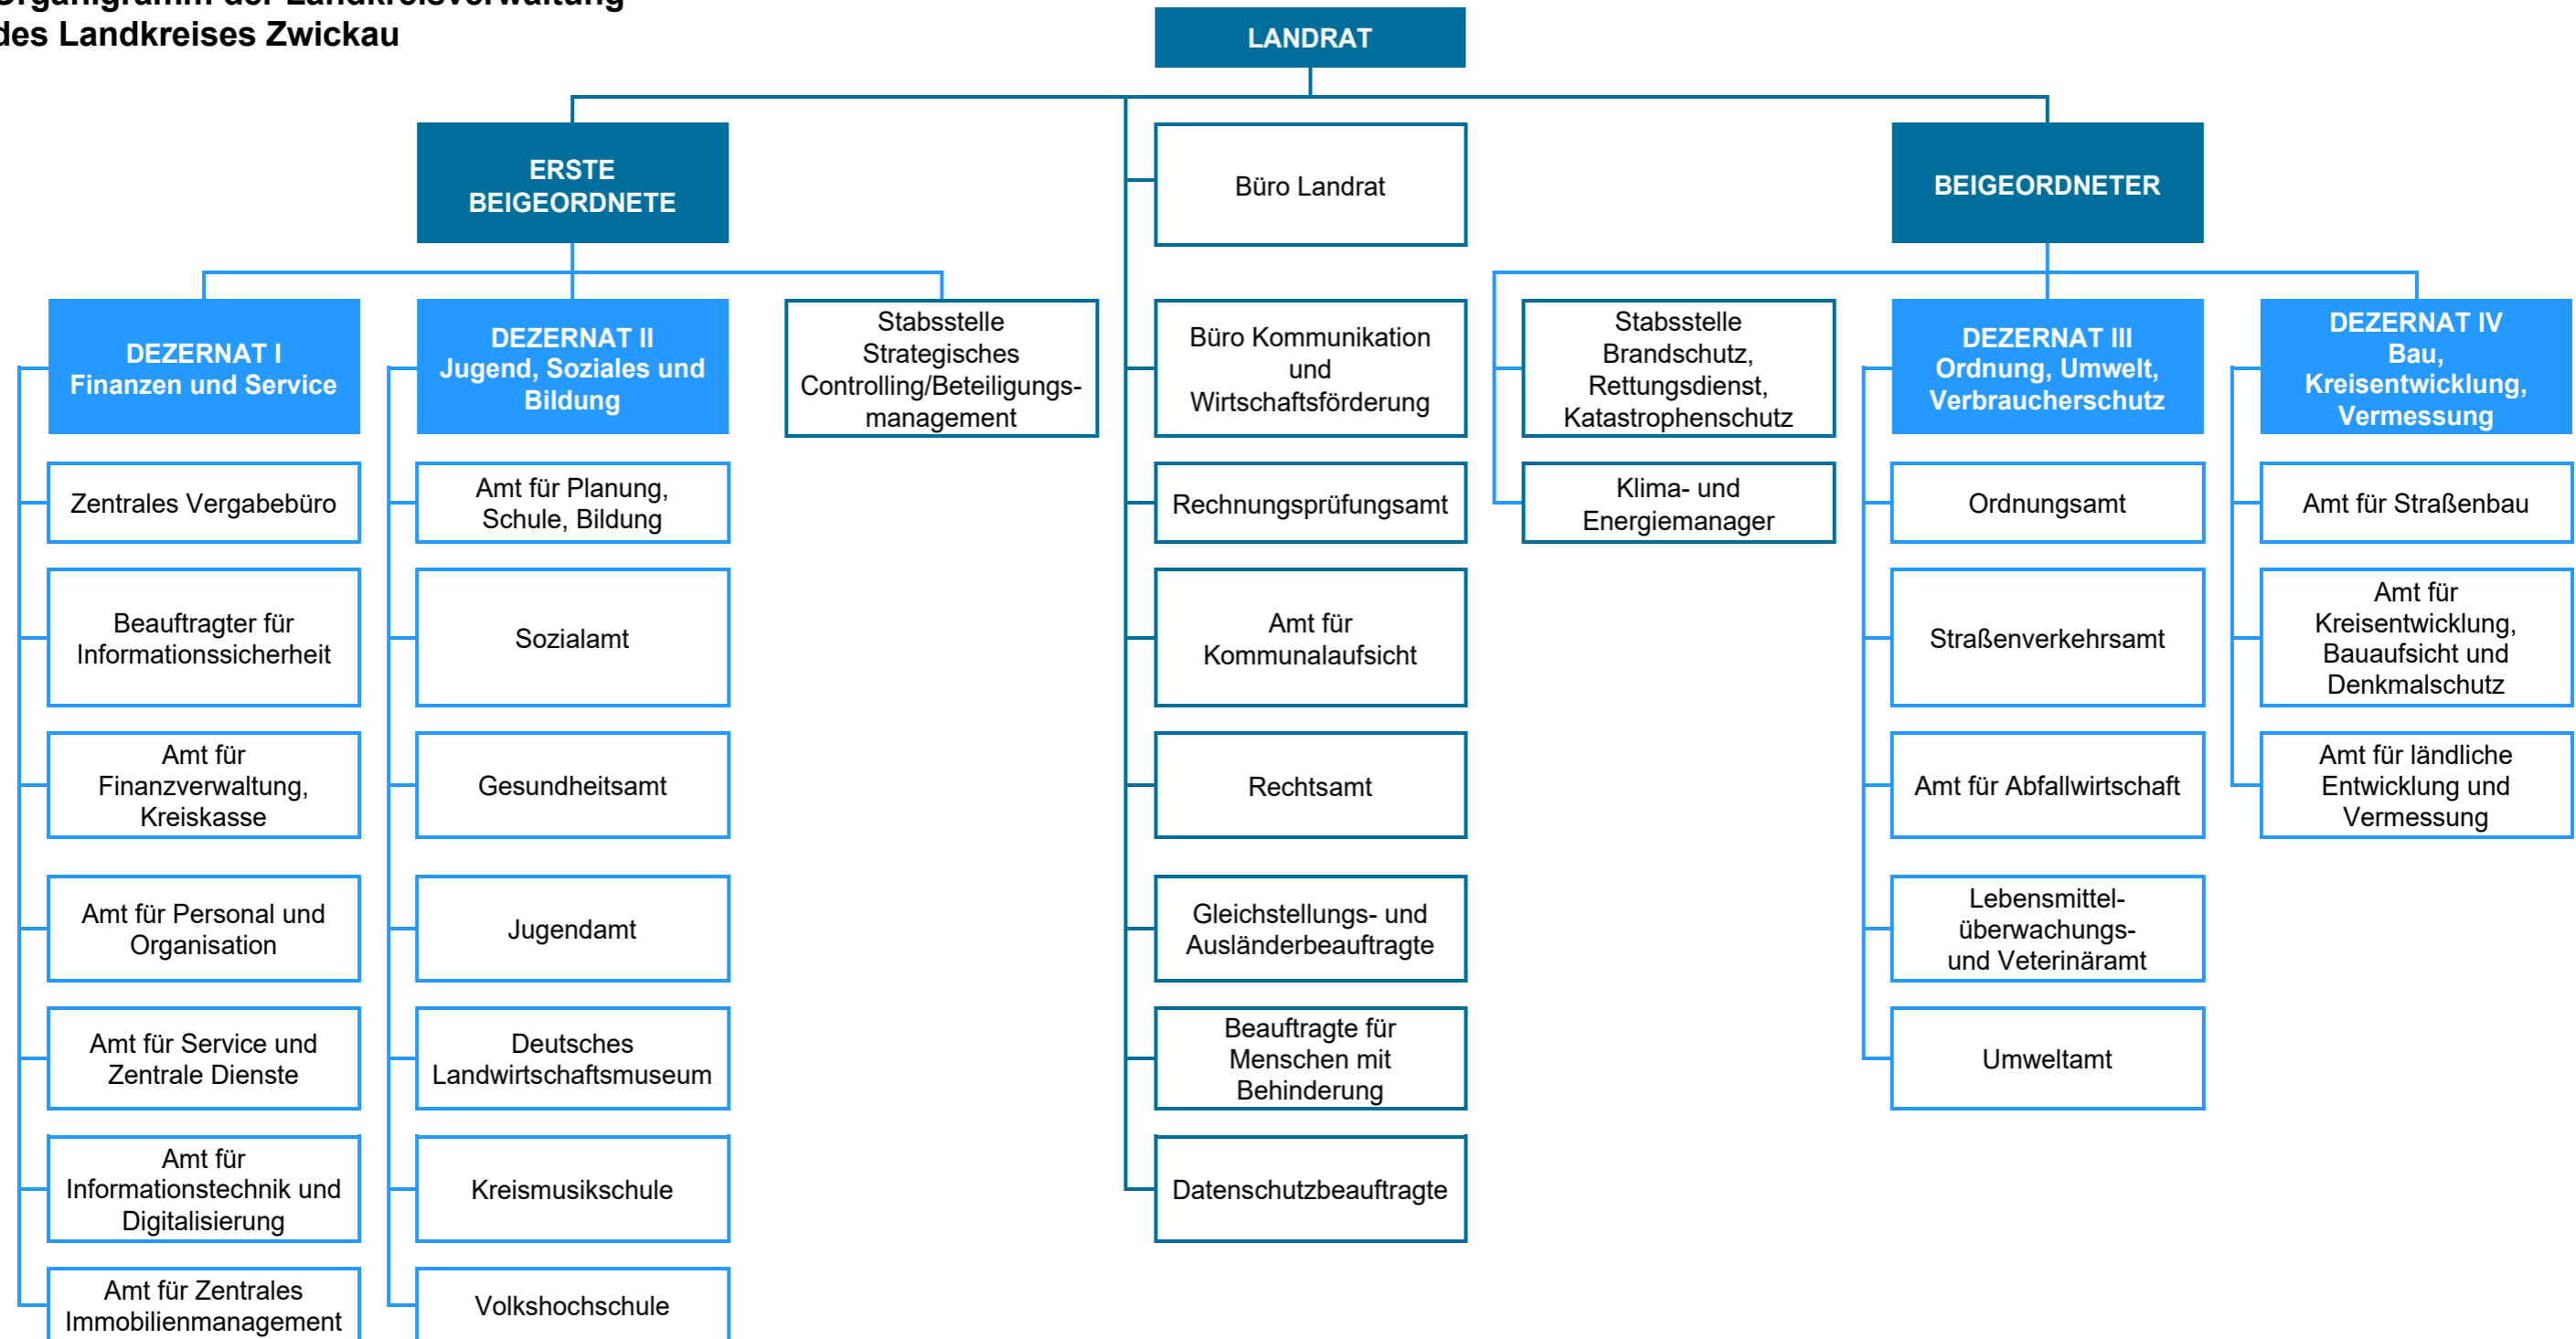 Organigramm der Landkreisverwaltung
des Landkreises Zwickau
LANDRAT
ERSTE
BEIGEORDNETE
Büro Landrat
BEIGEORDNETER
DEZERNAT I
Finanzen und Service
DEZERNAT II
Jugend, Soziales und
Bildung
Stabsstelle
Strategisches
Controlling/Beteiligungs-
management
Büro Kommunikation
und
Wirtschaftsförderung
Stabsstelle
Brandschutz,
Rettungsdienst,
Katastrophenschutz
DEZERNAT III
Ordnung, Umwelt,
Verbraucherschutz
DEZERNAT IV
Bau,
Kreisentwicklung,
Vermessung
Zentrales Vergabebüro
Amt für Planung,
Schule, Bildung
Rechnungsprüfungsamt
Klima- und
Energiemanager
Ordnungsamt
Amt für Straßenbau
Beauftragter für
Informationssicherheit
Sozialamt
Amt für
Kommunalaufsicht
Straßenverkehrsamt
Amt für
Kreisentwicklung,
Bauaufsicht und
Denkmalschutz
Amt für
Finanzverwaltung,
Kreiskasse
Gesundheitsamt
Rechtsamt
Amt für Abfallwirtschaft
Amt für ländliche
Entwicklung und
Vermessung
Amt für Personal und
Organisation
Jugendamt
Gleichstellungs- und
Ausländerbeauftragte
Lebensmittel-
überwachungs-
und Veterinäramt
Amt für Service und
Zentrale Dienste
Deutsches
Landwirtschaftsmuseum
Beauftragte für
Menschen mit
Behinderung
Umweltamt
Amt für
Informationstechnik und
Digitalisierung
Kreismusikschule
Datenschutzbeauftragte
Amt für Zentrales
Immobilienmanagement
Volkshochschule